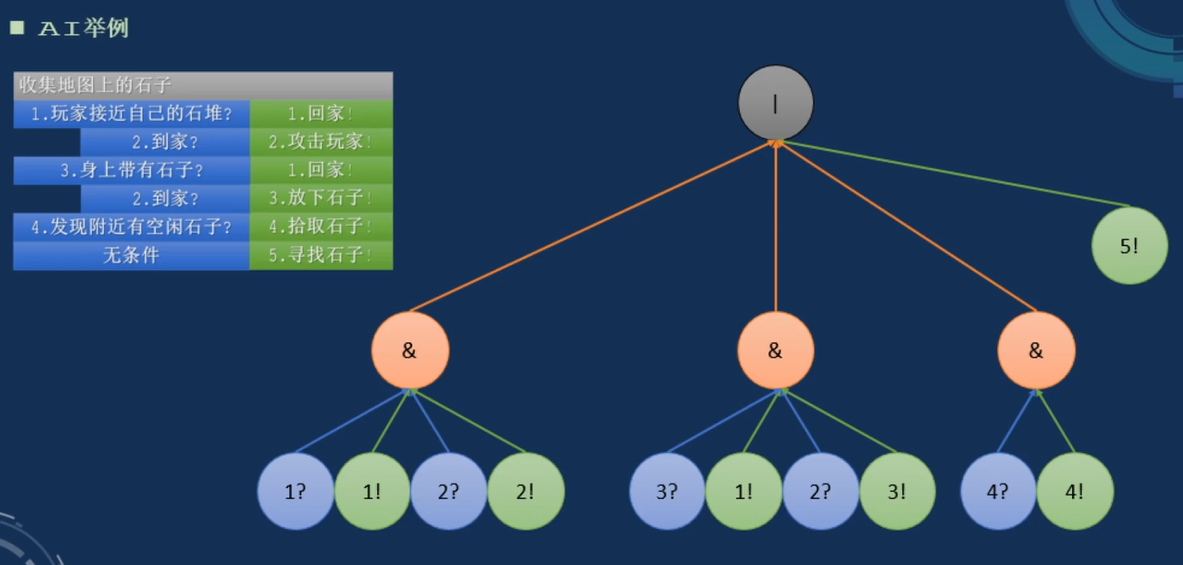 AI举例
收集地图上的石子
1.玩家接近自己的石堆? 1.回家!
2.到家? 2.攻击玩家!
3.身上带有石子? 1.回家!
2.到家? 3.放下石子!
4.发现附近有空闲石子? 4.拾取石子!
无条件 5.寻找石子!
|
5!
& & &
1? 1! 2? 2! 3? 1! 2? 3! 4? 4!